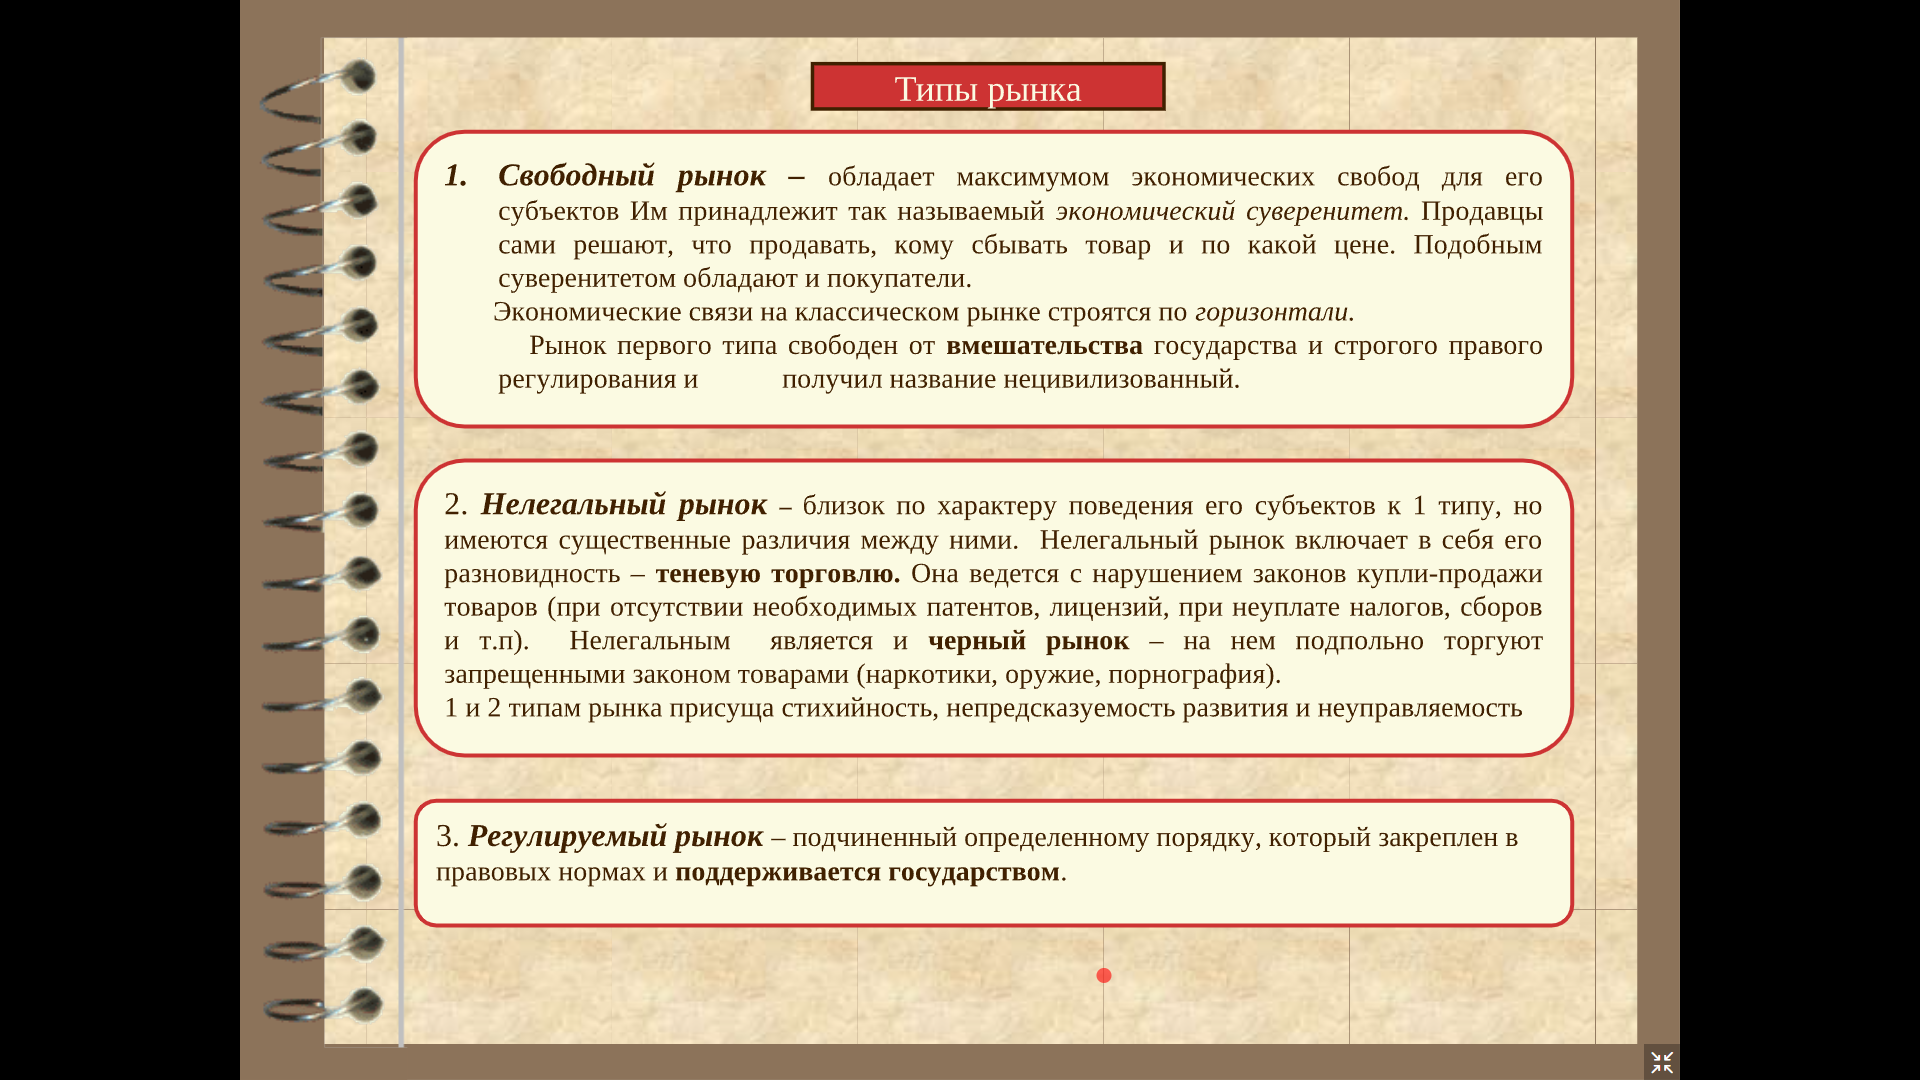 Типы рынка
1. Свободный рынок – обладает максимумом экономических свобод для его
субъектов Им принадлежит так называемый экономический суверенитет. Продавцы
сами решают, что продавать, кому сбывать товар и по какой цене. Подобным
суверенитетом обладают и покупатели.
Экономические связи на классическом рынке строятся по горизонтали.
Рынок первого типа свободен от вмешательства государства и строгого правого
регулирования и получил название нецивилизованный.
2. Нелегальный рынок – близок по характеру поведения его субъектов к 1 типу, но
имеются существенные различия между ними. Нелегальный рынок включает в себя его
разновидность – теневую торговлю. Она ведется с нарушением законов купли-продажи
товаров (при отсутствии необходимых патентов, лицензий, при неуплате налогов, сборов
и т.п). Нелегальным является и черный рынок – на нем подпольно торгуют
запрещенными законом товарами (наркотики, оружие, порнография).
1 и 2 типам рынка присуща стихийность, непредсказуемость развития и неуправляемость
3. Регулируемый рынок – подчиненный определенному порядку, который закреплен в
правовых нормах и поддерживается государством.